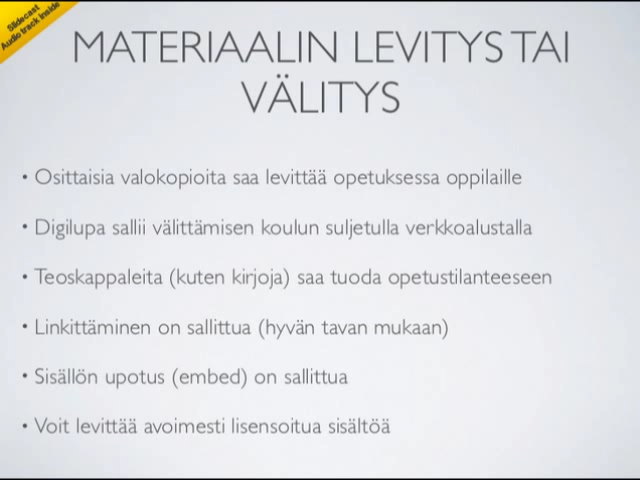 Slidecast
Audio track inside
MATERIAALIN LEVITYS TAI
VÄLITYS
• Osittaisia valokopioita saa levittää opetuksessa oppilaille
• Digilupa sallii välittämisen koulun suljetulla verkkoalustalla
• Teoskappaleita (kuten kirjoja) saa tuoda opetustilanteeseen
• Linkittäminen on sallittua (hyvän tavan mukaan)
• Sisällön upotus (embed) on sallittua
• Voit levittää avoimesti lisensoitua sisältöä